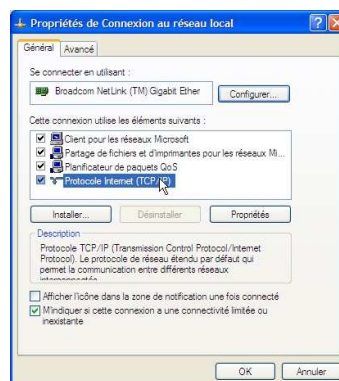 Propriétés de Connexion au réseau local
Général
Avancé
Se connecter en utilisant :
Broadcom NetLink (TM) Gigabit Ether
Configurer...
Cette connexion utilise les éléments suivants :
Client pour les réseaux Microsoft
Partage de fichiers et d'imprimantes pour les réseaux Mi...
Planificateur de paquets QoS
Protocole Internet (TCP/IP)
Installer...
Désinstaller
Propriétés
Description
Protocole TCP/IP (Transmission Control Protocol/Internet
Protocol). Le protocole de réseau étendu par défaut qui
permet la communication entre différents réseaux
Afficher l'icône dans la zone de notification une fois connecté
M'indiquer si cette connexion a une connectivité limitée ou
inexistante
OK
Annuler